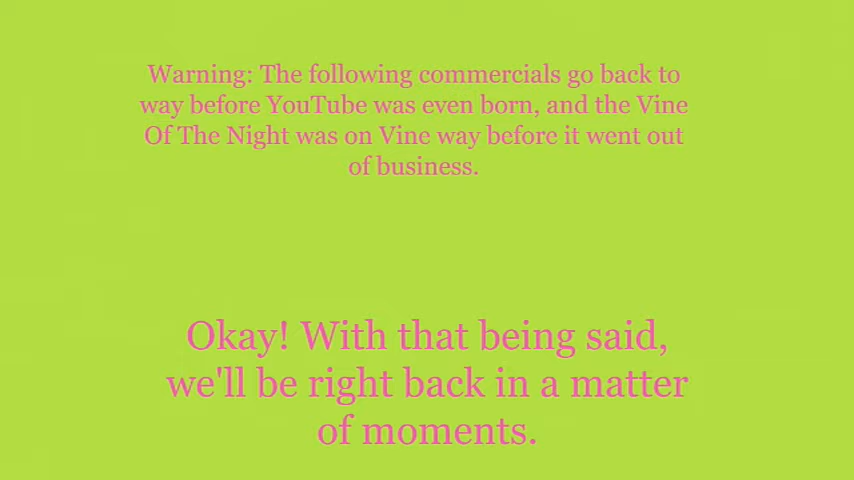 Warning: The following commercials go back to
way before YouTube was even born, and the Vine
Of The Night was on Vine way before it went out
of business.
Okay! With that being said,
we'll be right back in a matter
of moments.